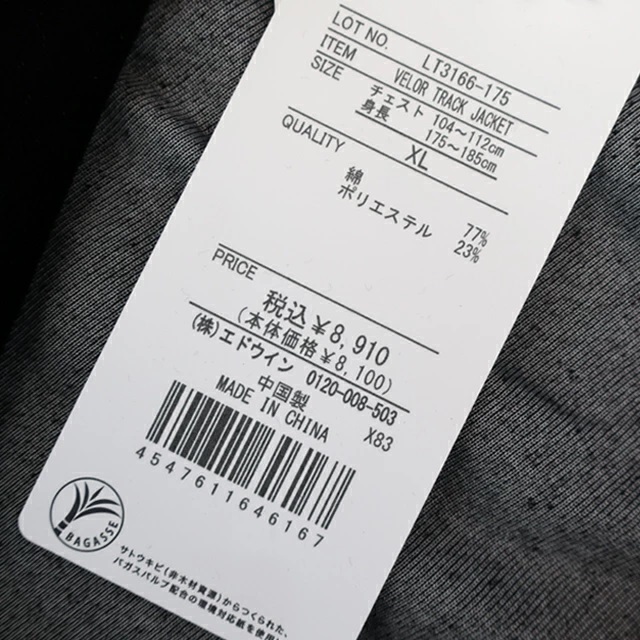 LOT NO. LT3166-175
ITEM VELOR TRACK JACKET
SIZE チェスト 104～112cm
身長 175～185cm
XL
QUALITY
綿 77%
ポリエステル 23%
PRICE
税込￥8,910
(本体価格￥8,100)
(株)エドウイン 0120-008-503
中国製
MADE IN CHINA X83
4547611646167
BAGASSE
サトウキビ(非木材資源)からつくられた、
バガスパルプ配合の環境対応紙を使用